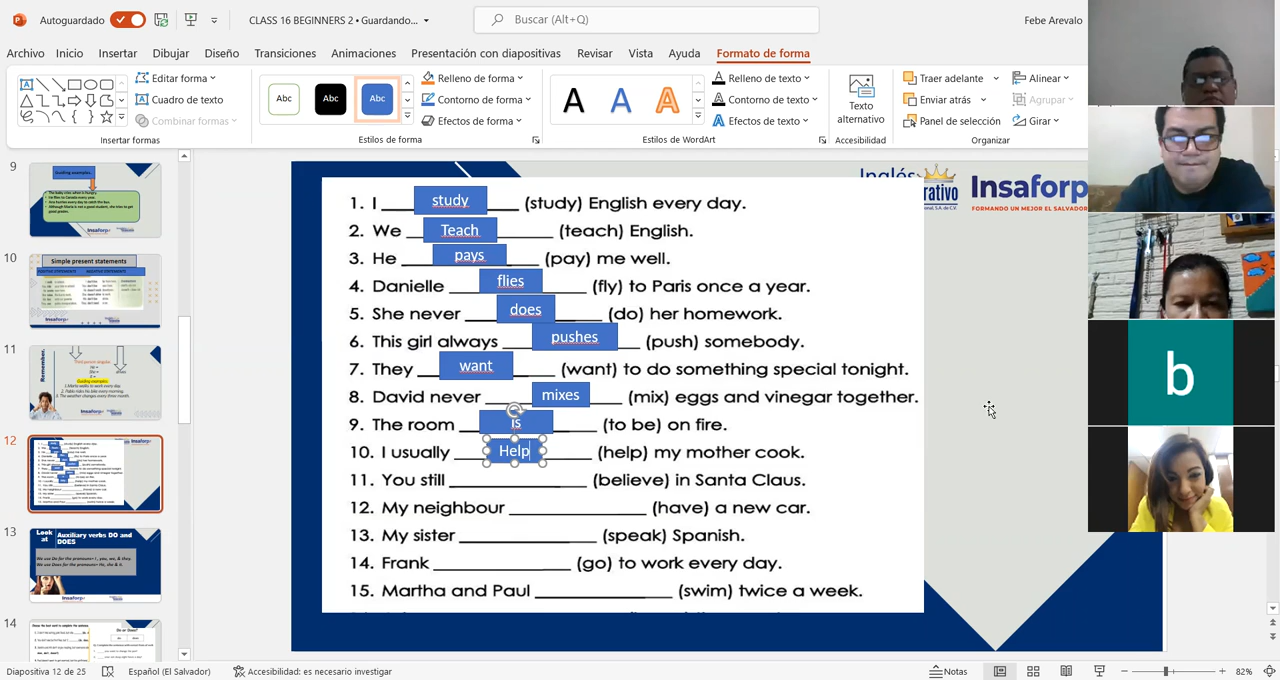 Autoguardado
CLASS 16 BEGINNERS 2 • Guardando...
Buscar (Alt+Q)
Febe Arevalo
Archivo Inicio Insertar Dibujar Diseño Transiciones Animaciones Presentación con diapositivas Revisar Vista Ayuda Formato de forma
Editar forma
Cuadro de texto
Combinar formas
Insertar formas
Abc Abc Abc
Relleno de forma
Contorno de forma
Efectos de forma
Estilos de forma
A A A
Relleno de texto
Contorno de texto
Efectos de texto
Estilos de WordArt
Texto alternativo
Accesibilidad
Traer adelante
Enviar atrás
Panel de selección
Alinear
Agrupar
Girar
Organizar
9
10
Simple present statements
11
Remember.
12
13
Look at
Auxiliary verbs DO and DOES
14
Inglés
Insaforp
FORMANDO UN MEJOR EL SALVADOR
1. I study (study) English every day.
2. We Teach (teach) English.
3. He pays (pay) me well.
4. Danielle flies (fly) to Paris once a year.
5. She never does (do) her homework.
6. This girl always pushes (push) somebody.
7. They want (want) to do something special tonight.
8. David never mixes (mix) eggs and vinegar together.
9. The room is (to be) on fire.
10. I usually Help (help) my mother cook.
11. You still ____________ (believe) in Santa Claus.
12. My neighbour ____________ (have) a new car.
13. My sister ____________ (speak) Spanish.
14. Frank ____________ (go) to work every day.
15. Martha and Paul ____________ (swim) twice a week.
b
Diapositiva 12 de 25
Español (El Salvador)
Accesibilidad: es necesario investigar
Notas
82%